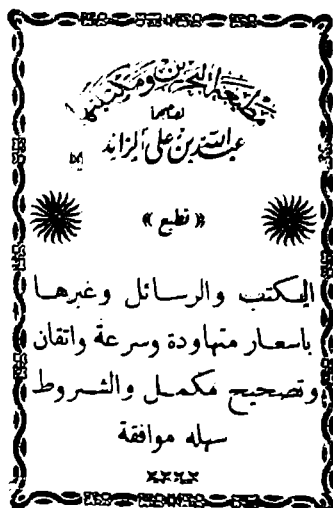 مطبعة البحرين ومكتبتها
لصاحبها
عبدالله بن علي الزائد
« تطبع »
الكتب والرسائل وغيرها
باسعار متهاودة وسرعة واتقان
وتصحيح مكمل والشروط
سهله موافقة